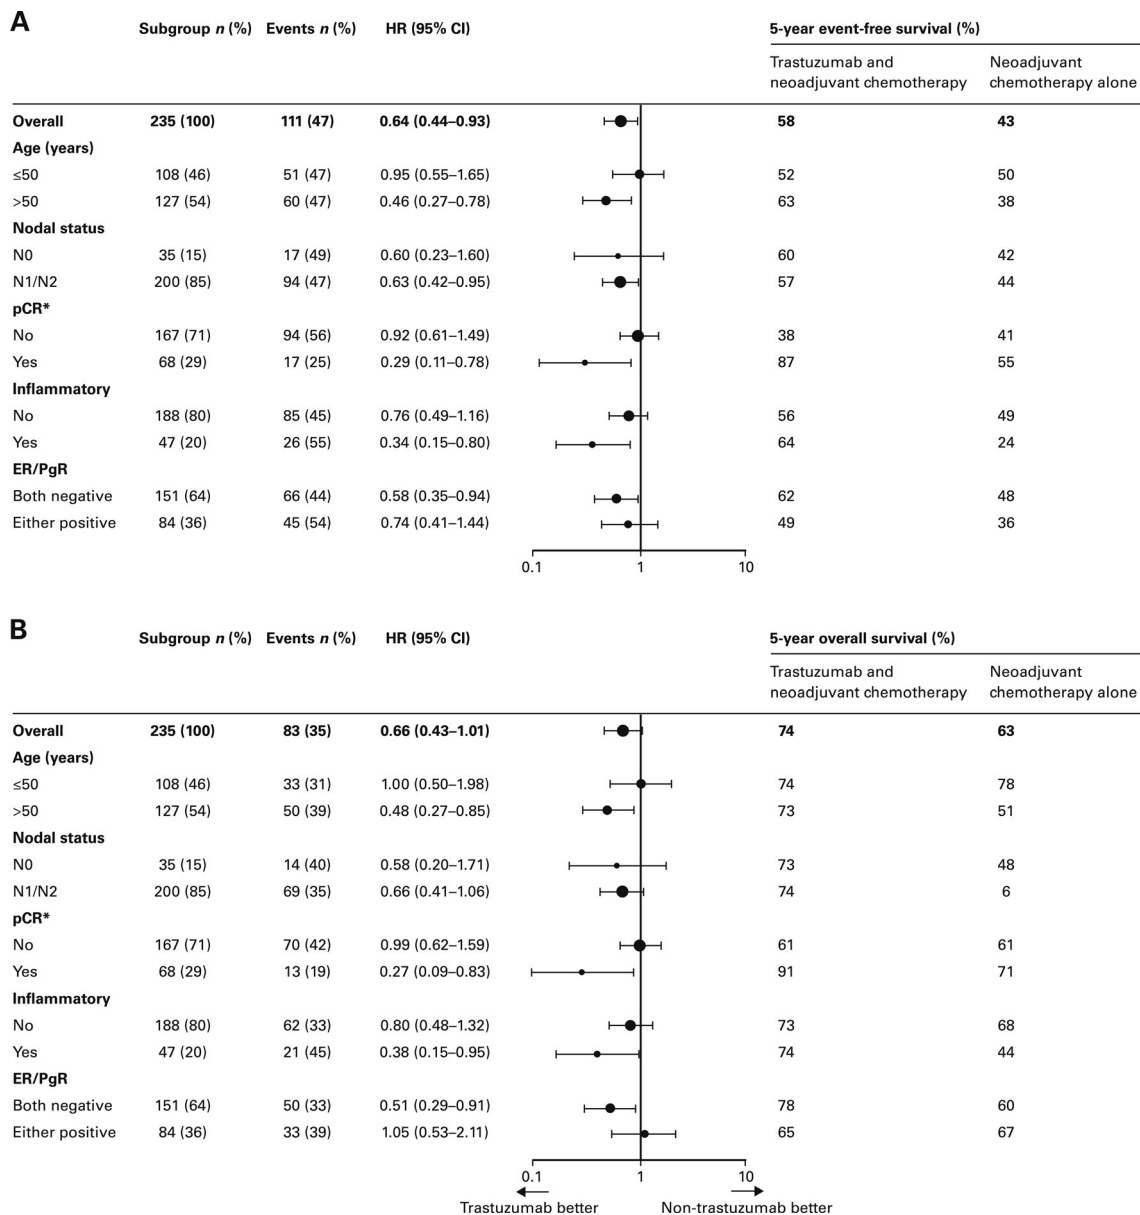 A
Subgroup n (%) Events n (%) HR (95% CI) 5-year event-free survival (%)
Trastuzumab and neoadjuvant chemotherapy Neoadjuvant chemotherapy alone
Overall 235 (100) 111 (47) 0.64 (0.44–0.93) 58 43
Age (years)
≤50 108 (46) 51 (47) 0.95 (0.55–1.65) 52 50
>50 127 (54) 60 (47) 0.46 (0.27–0.78) 63 38
Nodal status
N0 35 (15) 17 (49) 0.60 (0.23–1.60) 60 42
N1/N2 200 (85) 94 (47) 0.63 (0.42–0.95) 57 44
pCR*
No 167 (71) 94 (56) 0.92 (0.61–1.49) 38 41
Yes 68 (29) 17 (25) 0.29 (0.11–0.78) 87 55
Inflammatory
No 188 (80) 85 (45) 0.76 (0.49–1.16) 56 49
Yes 47 (20) 26 (55) 0.34 (0.15–0.80) 64 24
ER/PgR
Both negative 151 (64) 66 (44) 0.58 (0.35–0.94) 62 48
Either positive 84 (36) 45 (54) 0.74 (0.41–1.44) 49 36
0.1 1 10
B
Subgroup n (%) Events n (%) HR (95% CI) 5-year overall survival (%)
Trastuzumab and neoadjuvant chemotherapy Neoadjuvant chemotherapy alone
Overall 235 (100) 83 (35) 0.66 (0.43–1.01) 74 63
Age (years)
≤50 108 (46) 33 (31) 1.00 (0.50–1.98) 74 78
>50 127 (54) 50 (39) 0.48 (0.27–0.85) 73 51
Nodal status
N0 35 (15) 14 (40) 0.58 (0.20–1.71) 73 48
N1/N2 200 (85) 69 (35) 0.66 (0.41–1.06) 74 6
pCR*
No 167 (71) 70 (42) 0.99 (0.62–1.59) 61 61
Yes 68 (29) 13 (19) 0.27 (0.09–0.83) 91 71
Inflammatory
No 188 (80) 62 (33) 0.80 (0.48–1.32) 73 68
Yes 47 (20) 21 (45) 0.38 (0.15–0.95) 74 44
ER/PgR
Both negative 151 (64) 50 (33) 0.51 (0.29–0.91) 78 60
Either positive 84 (36) 33 (39) 1.05 (0.53–2.11) 65 67
0.1 1 10
Trastuzumab better Non-trastuzumab better